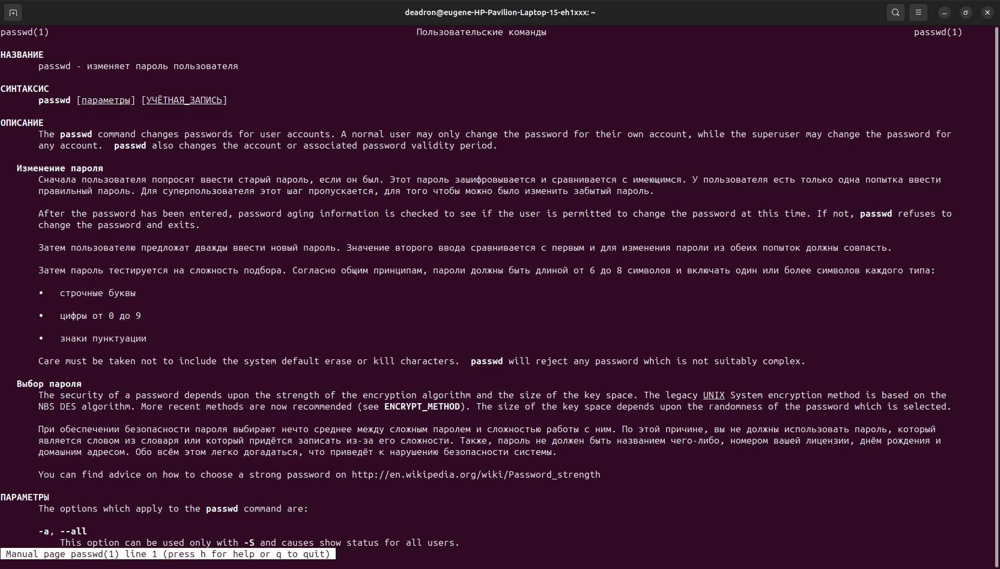 deadron@eugene-HP-Pavilion-Laptop-15-eh1xxx: ~
passwd(1) Пользовательские команды passwd(1)
НАЗВАНИЕ
passwd - изменяет пароль пользователя
СИНТАКСИС
passwd [параметры] [УЧЁТНАЯ_ЗАПИСЬ]
ОПИСАНИЕ
The passwd command changes passwords for user accounts. A normal user may only change the password for their own account, while the superuser may change the password for
any account.  passwd also changes the account or associated password validity period.
Изменение пароля
Сначала пользователя попросят ввести старый пароль, если он был. Этот пароль зашифровывается и сравнивается с имеющимся. У пользователя есть только одна попытка ввести
правильный пароль. Для суперпользователя этот шаг пропускается, для того чтобы можно было изменить забытый пароль.
After the password has been entered, password aging information is checked to see if the user is permitted to change the password at this time. If not, passwd refuses to
change the password and exits.
Затем пользователю предложат дважды ввести новый пароль. Значение второго ввода сравнивается с первым и для изменения пароли из обеих попыток должны совпасть.
Затем пароль тестируется на сложность подбора. Согласно общим принципам, пароли должны быть длиной от 6 до 8 символов и включать один или более символов каждого типа:
• строчные буквы
• цифры от 0 до 9
• знаки пунктуации
Care must be taken not to include the system default erase or kill characters.  passwd will reject any password which is not suitably complex.
Выбор пароля
The security of a password depends upon the strength of the encryption algorithm and the size of the key space. The legacy UNIX System encryption method is based on the
NBS DES algorithm. More recent methods are now recommended (see ENCRYPT_METHOD). The size of the key space depends upon the randomness of the password which is selected.
При обеспечении безопасности пароля выбирают нечто среднее между сложным паролем и сложностью работы с ним. По этой причине, вы не должны использовать пароль, который
является словом из словаря или который придётся записать из-за его сложности. Также, пароль не должен быть названием чего-либо, номером вашей лицензии, днём рождения и
домашним адресом. Обо всём этом легко догадаться, что приведёт к нарушению безопасности системы.
You can find advice on how to choose a strong password on http://en.wikipedia.org/wiki/Password_strength
ПАРАМЕТРЫ
The options which apply to the passwd command are:
-a, --all
This option can be used only with -S and causes show status for all users.
Manual page passwd(1) line 1 (press h for help or q to quit)